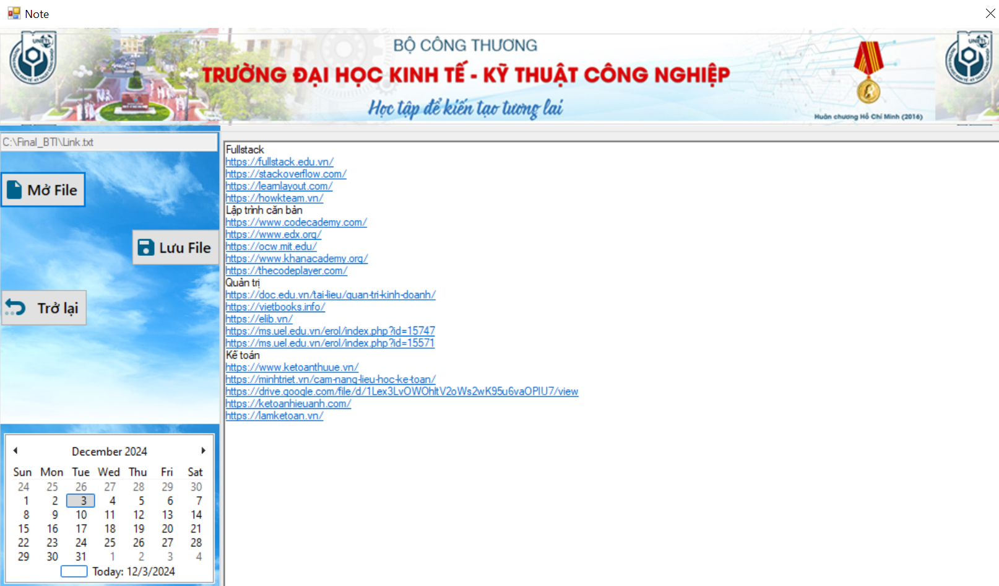 Note
UNETI
BỘ CÔNG THƯƠNG
TRƯỜNG ĐẠI HỌC KINH TẾ - KỸ THUẬT CÔNG NGHIỆP
Học tập để kiến tạo tương lai
Huân chương Hồ Chí Minh (2016)
UNETI
C:\Final_BTI\Link.txt
Mở File
Lưu File
Trở lại
Fullstack
https://fullstack.edu.vn/
https://stackoverflow.com/
https://learnlayout.com/
https://howkteam.vn/
Lập trình căn bản
https://www.codecademy.com/
https://www.edx.org/
https://ocw.mit.edu/
https://www.khanacademy.org/
https://thecodeplayer.com/
Quản trị
https://doc.edu.vn/tai-lieu/quan-tri-kinh-doanh/
https://vietbooks.info/
https://elib.vn/
https://ms.uel.edu.vn/erol/index.php?id=15747
https://ms.uel.edu.vn/erol/index.php?id=15571
Kế toán
https://www.ketoanthuue.vn/
https://minhtriet.vn/cam-nang-lieu-hoc-ke-toan/
https://drive.google.com/file/d/1Lex3LvOWOhltV2oWs2wK95u6vaOPIU7/view
https://ketoanhieuanh.com/
https://lamketoan.vn/
December 2024
Sun Mon Tue Wed Thu Fri Sat
24 25 26 27 28 29 30
1 2 3 4 5 6 7
8 9 10 11 12 13 14
15 16 17 18 19 20 21
22 23 24 25 26 27 28
29 30 31 1 2 3 4
Today: 12/3/2024